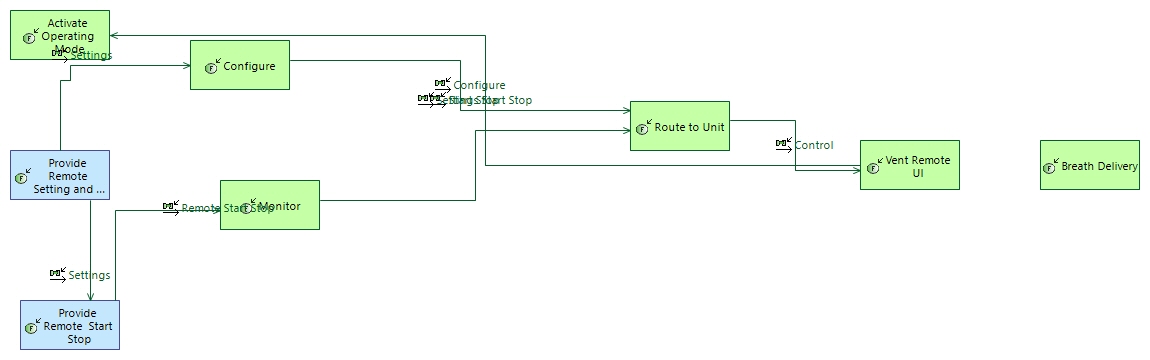 Activate
Operating
Mode
Settings
Configure
Configure
Start Stop
Route to Unit
Control
Vent Remote
UI
Breath Delivery
Provide
Remote
Setting and ...
Remote Start Stop
Monitor
Settings
Provide
Remote Start
Stop